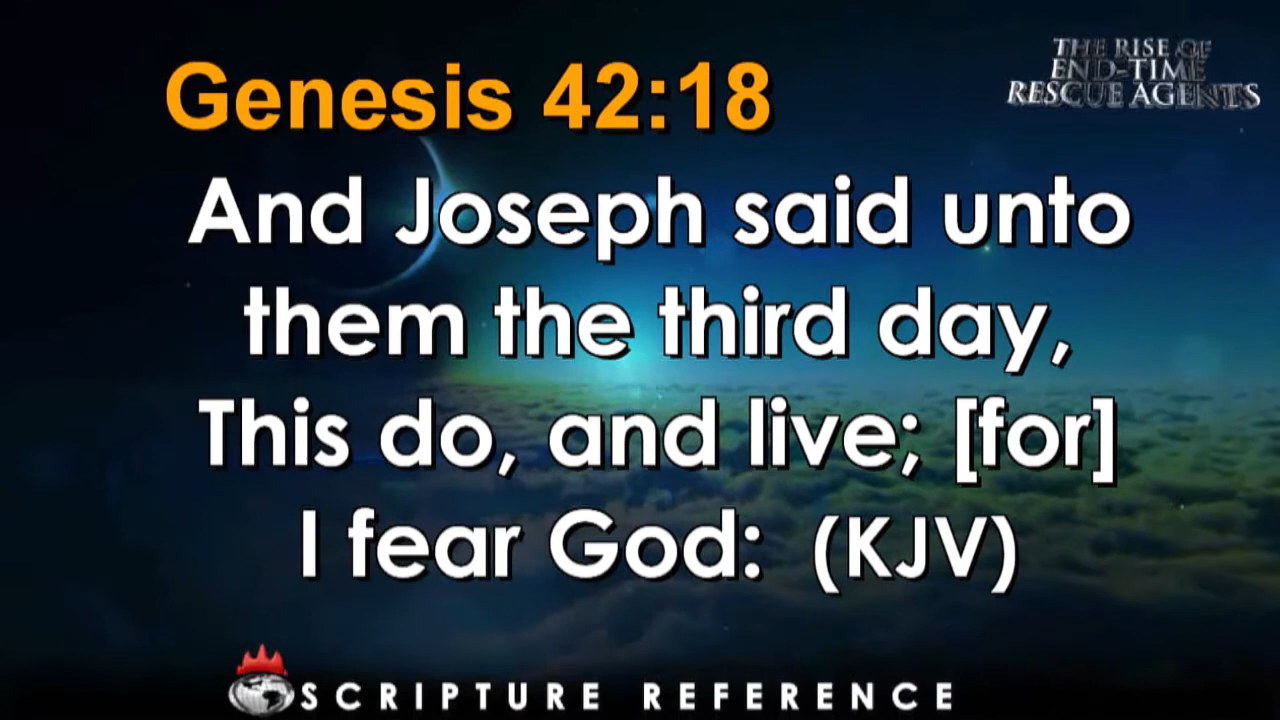 Genesis 42:18
THE RISE OF
END-TIME
RESCUE AGENTS
And Joseph said unto
them the third day,
This do, and live; [for]
I fear God: (KJV)
SCRIPTURE REFERENCE